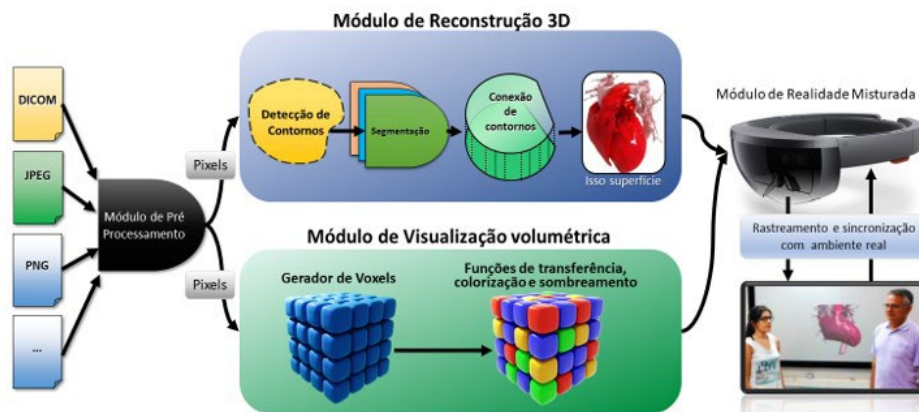 Módulo de Reconstrução 3D
DICOM
JPEG
PNG
...
Módulo de Pré
Processamento
Pixels
Pixels
Detecção de
Contornos
Segmentação
Conexão
de
contornos
Isso superfície
Módulo de Visualização volumétrica
Gerador de Voxels
Funções de transferência,
colorização e sombreamento
Módulo de Realidade Misturada
Rastreamento e sincronização
com ambiente real